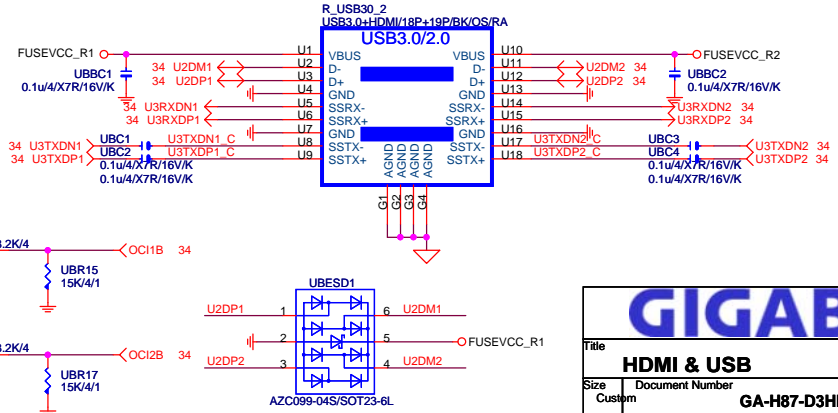 R_USB30_2
USB3.0+HDMI/18P+19P/BK/OS/RA
USB3.0/2.0
FUSEVCC_R1 U1 VBUS VBUS U10 FUSEVCC_R2
34 U2DM1 U2 D- D- U11 U2DM2 34
34 U2DP1 U3 D+ D+ U12 U2DP2 34
UBBC1
0.1u/4/X7R/16V/K
UBBC2
0.1u/4/X7R/16V/K
U4 GND GND U13
34 U3RXDN1 U5 SSRX- SSRX- U14 U3RXDN2 34
34 U3RXDP1 U6 SSRX+ SSRX+ U15 U3RXDP2 34
U7 GND GND U16
34 U3TXDN1 UBC1 U3TXDN1_C U8 SSTX- SSTX- U17 U3TXDN2_C UBC3 U3TXDN2 34
34 U3TXDP1 UBC2 U3TXDP1_C U9 SSTX+ SSTX+ U18 U3TXDP2_C UBC4 U3TXDP2 34
0.1u/4/X7R/16V/K
0.1u/4/X7R/16V/K
0.1u/4/X7R/16V/K
0.1u/4/X7R/16V/K
AGND AGND AGND AGND
G1 G2 G3 G4
.2K/4 OCI1B 34
UBR15
15K/4/1
.2K/4 OCI2B 34
UBR17
15K/4/1
UBESD1
U2DP1 1 6 U2DM1
2 5 FUSEVCC_R1
U2DP2 3 4 U2DM2
AZC099-04S/SOT23-6L
GIGAB
Title
HDMI & USB
Size Document Number
Custom GA-H87-D3H